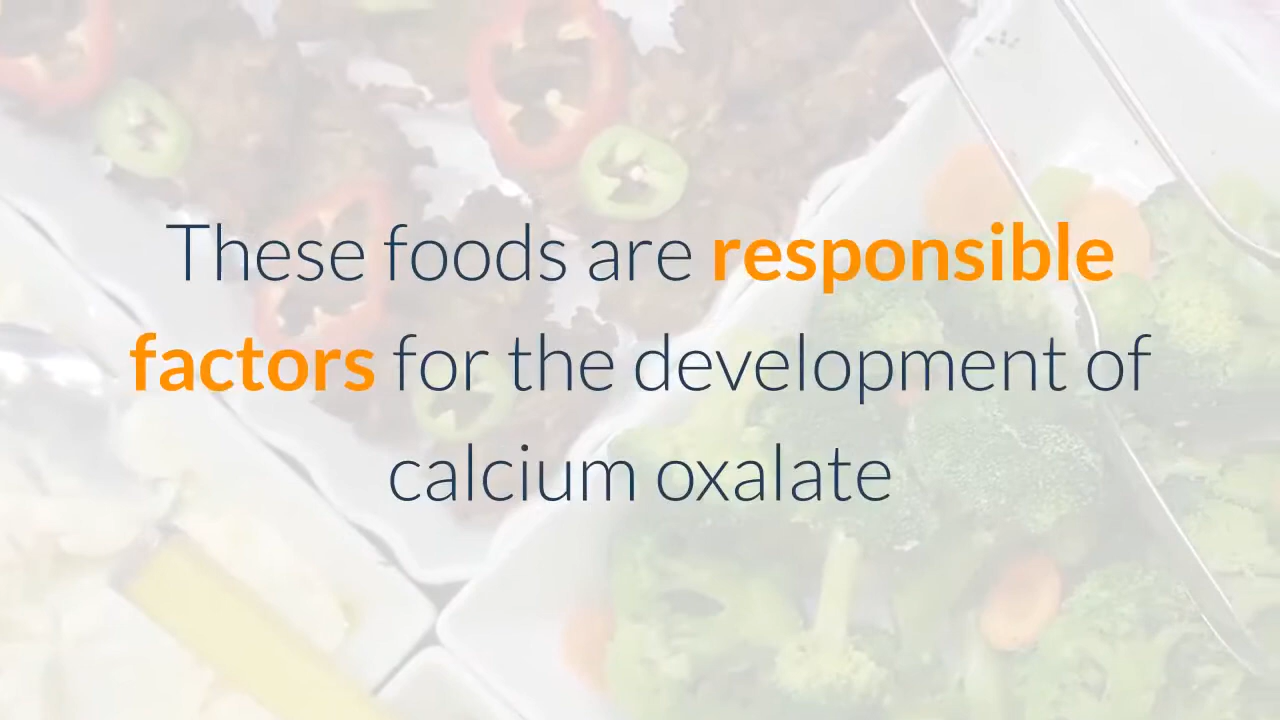 These foods are responsible
factors for the development of
calcium oxalate